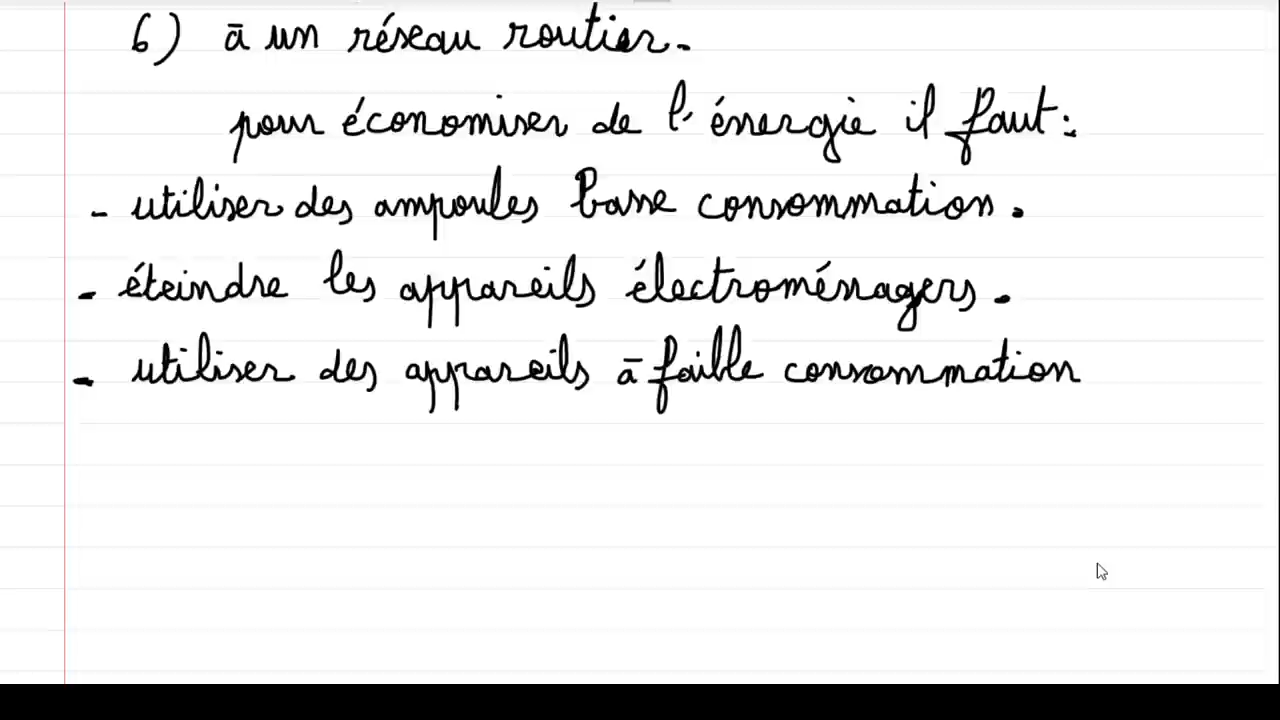 6) à un réseau routier.
pour économiser de l'énergie il faut :
- utiliser des ampoules basse consommation.
- éteindre les appareils électroménagers.
- utiliser des appareils à faible consommation